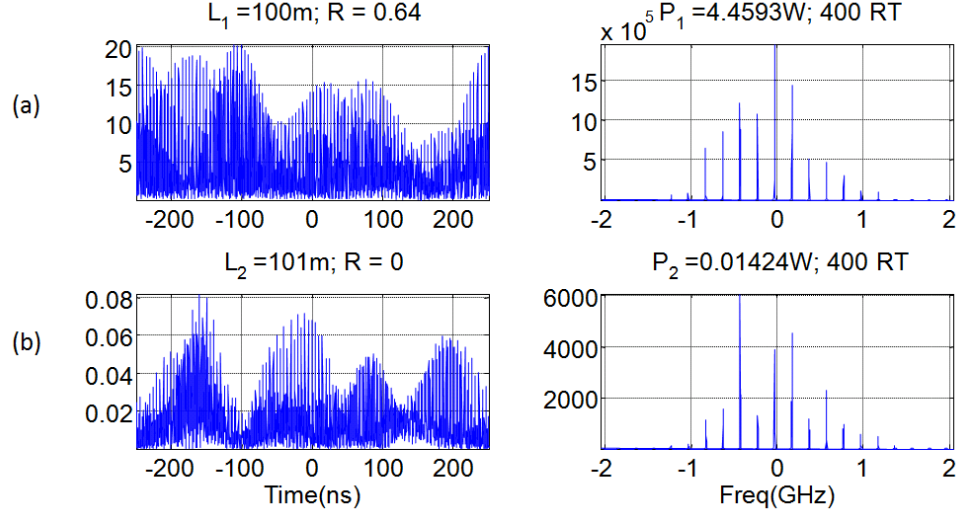 L1 =100m; R = 0.64
x 10^5 P1 =4.4593W; 400 RT
(a)
20
15
10
5
-200 -100 0 100 200
15
10
5
-2 -1 0 1 2
L2 =101m; R = 0
P2 =0.01424W; 400 RT
(b)
0.08
0.06
0.04
0.02
-200 -100 0 100 200
Time(ns)
6000
4000
2000
-2 -1 0 1 2
Freq(GHz)